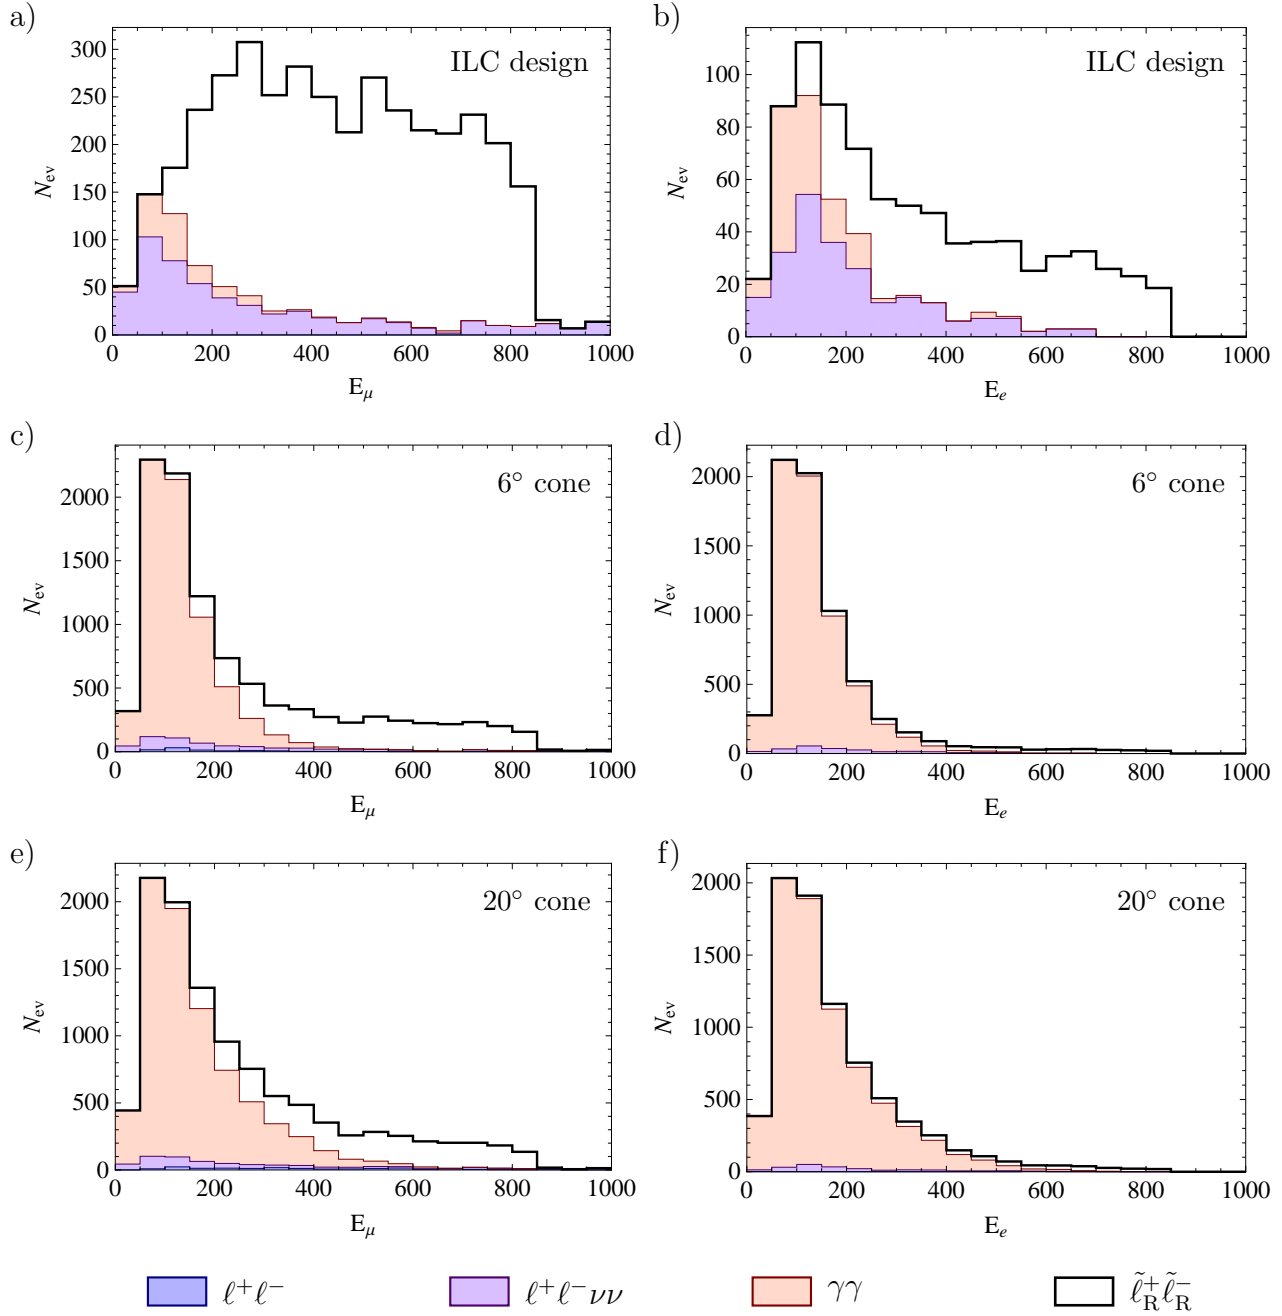 a)
ILC design
300
250
200
150
100
50
0
N_ev
0 200 400 600 800 1000
E_μ
b)
ILC design
100
80
60
40
20
0
N_ev
0 200 400 600 800 1000
E_e
c)
6° cone
2000
1500
1000
500
0
N_ev
0 200 400 600 800 1000
E_μ
d)
6° cone
2000
1500
1000
500
0
N_ev
0 200 400 600 800 1000
E_e
e)
20° cone
2000
1500
1000
500
0
N_ev
0 200 400 600 800 1000
E_μ
f)
20° cone
2000
1500
1000
500
0
N_ev
0 200 400 600 800 1000
E_e
ℓ⁺ℓ⁻ ℓ⁺ℓ⁻νν γγ ℓ̃_R⁺ℓ̃_R⁻